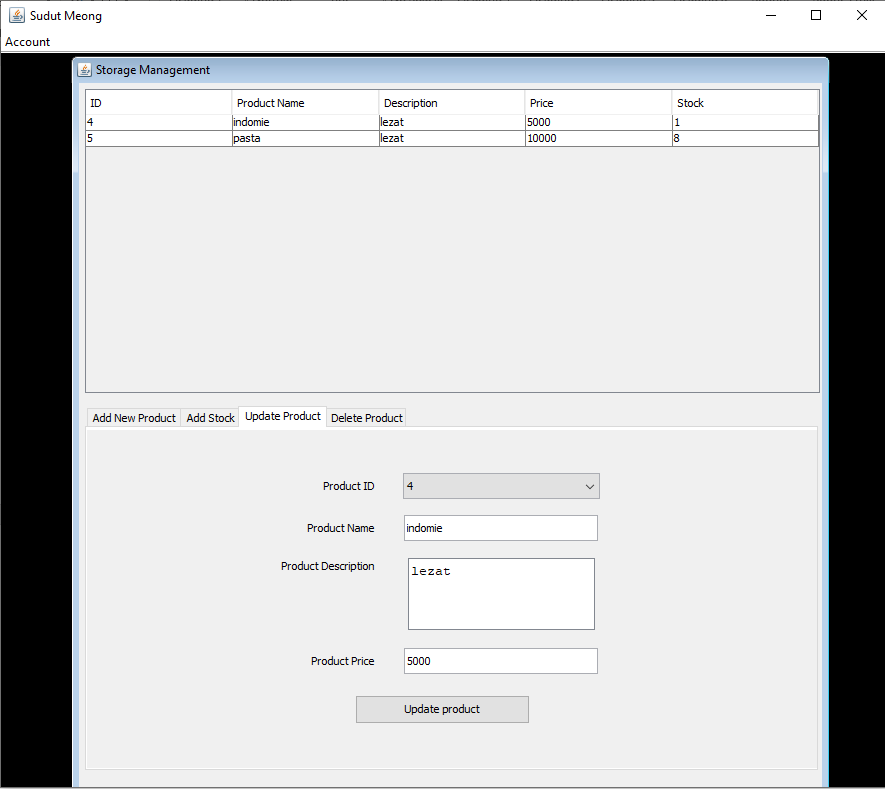 Sudut Meong
Account
Storage Management
ID Product Name Description Price Stock
4 indomie lezat 5000 1
5 pasta lezat 10000 8
Add New Product Add Stock Update Product Delete Product
Product ID 4
Product Name indomie
Product Description lezat
Product Price 5000
Update product